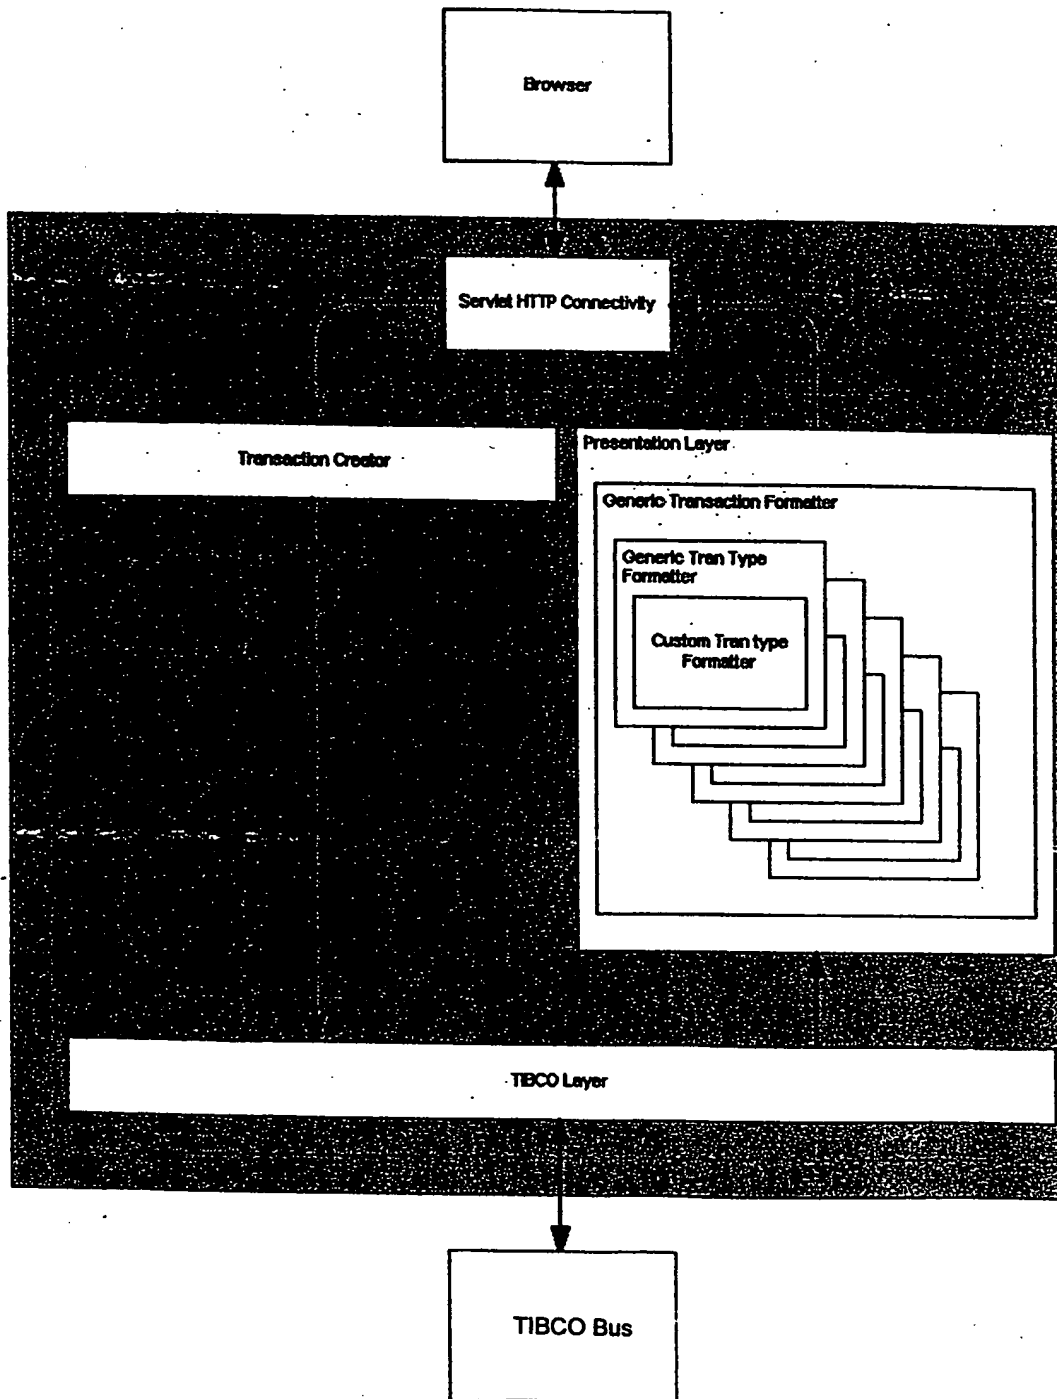 Browser
Servlet HTTP Connectivity
Transaction Creator
Presentation Layer
Generic Transaction Formatter
Generic Tran Type
Formatter
Custom Tran type
Formatter
TIBCO Layer
TIBCO Bus